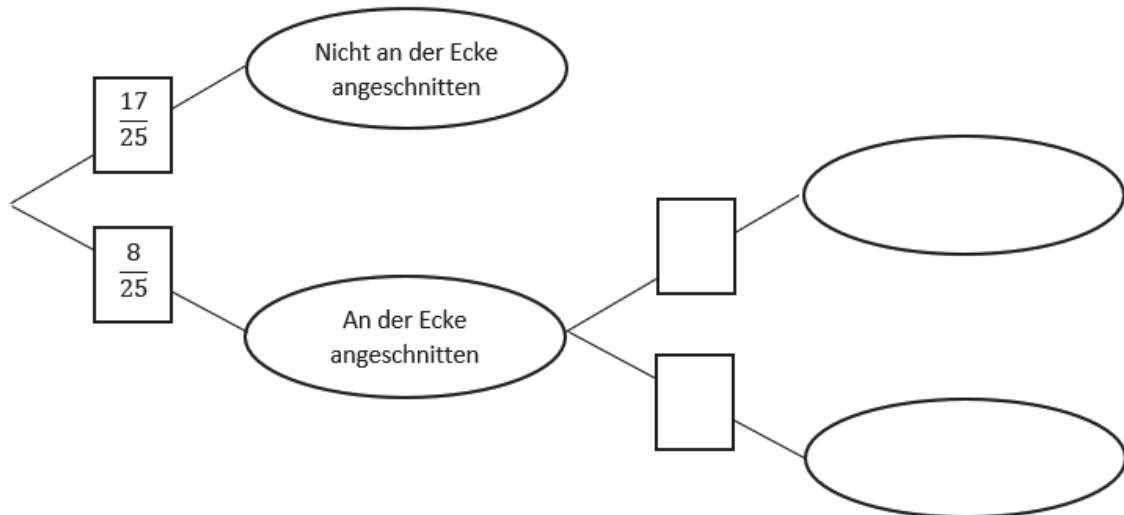 Nicht an der Ecke
angeschnitten
17
25
8
25
An der Ecke
angeschnitten